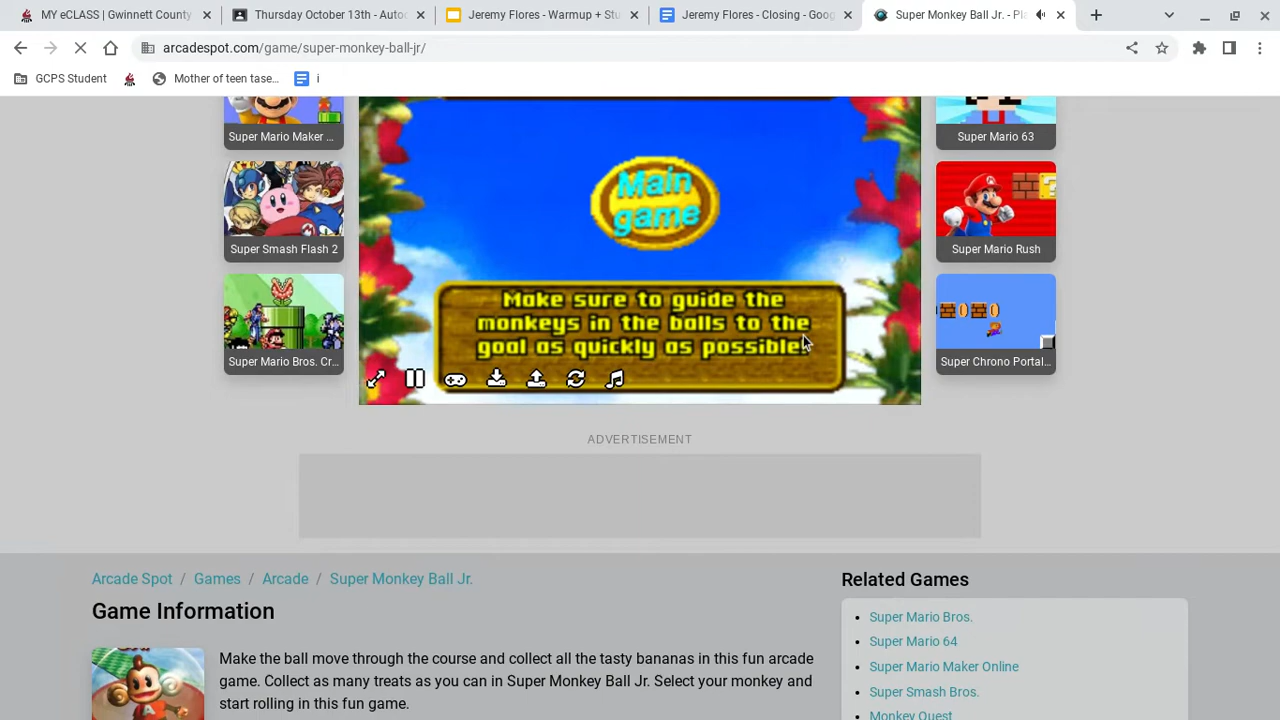 MY eCLASS | Gwinnett County
Thursday October 13th - Auto
Jeremy Flores - Warmup + Stu
Jeremy Flores - Closing - Goog
Super Monkey Ball Jr. - Pla
arcadespot.com/game/super-monkey-ball-jr/
GCPS Student
Mother of teen tase...
i
Super Mario Maker ...
Super Smash Flash 2
Super Mario Bros. Cr...
Main
game
Make sure to guide the
monkeys in the balls to the
goal as quickly as possible!
Super Mario 63
Super Mario Rush
Super Chrono Portal...
ADVERTISEMENT
Arcade Spot / Games / Arcade / Super Monkey Ball Jr.
Game Information
Make the ball move through the course and collect all the tasty bananas in this fun arcade
game. Collect as many treats as you can in Super Monkey Ball Jr. Select your monkey and
start rolling in this fun game.
Related Games
Super Mario Bros.
Super Mario 64
Super Mario Maker Online
Super Smash Bros.
Monkey Quest